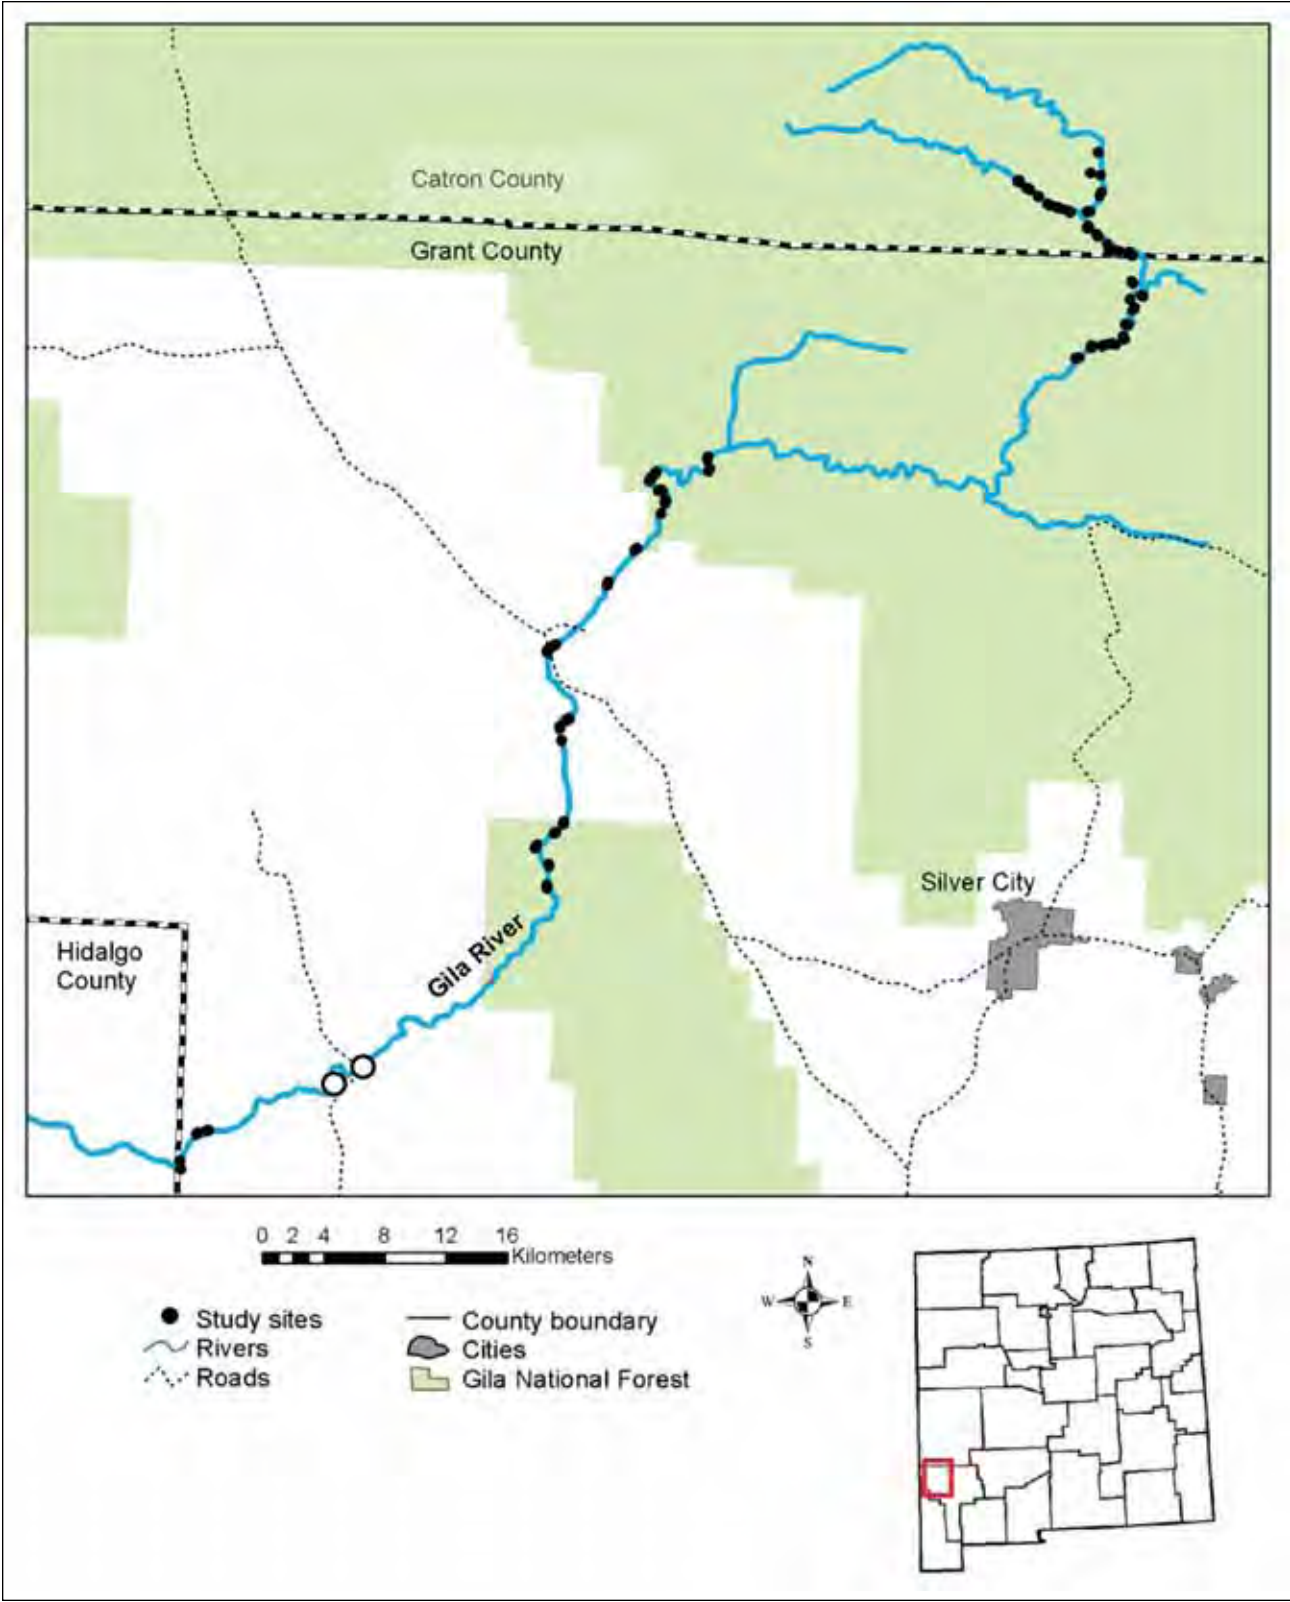 Catron County
Grant County
Silver City
Hidalgo
County
Gila River
0 2 4 8 12 16
Kilometers
N
W E
S
Study sites
County boundary
Rivers
Cities
Roads
Gila National Forest